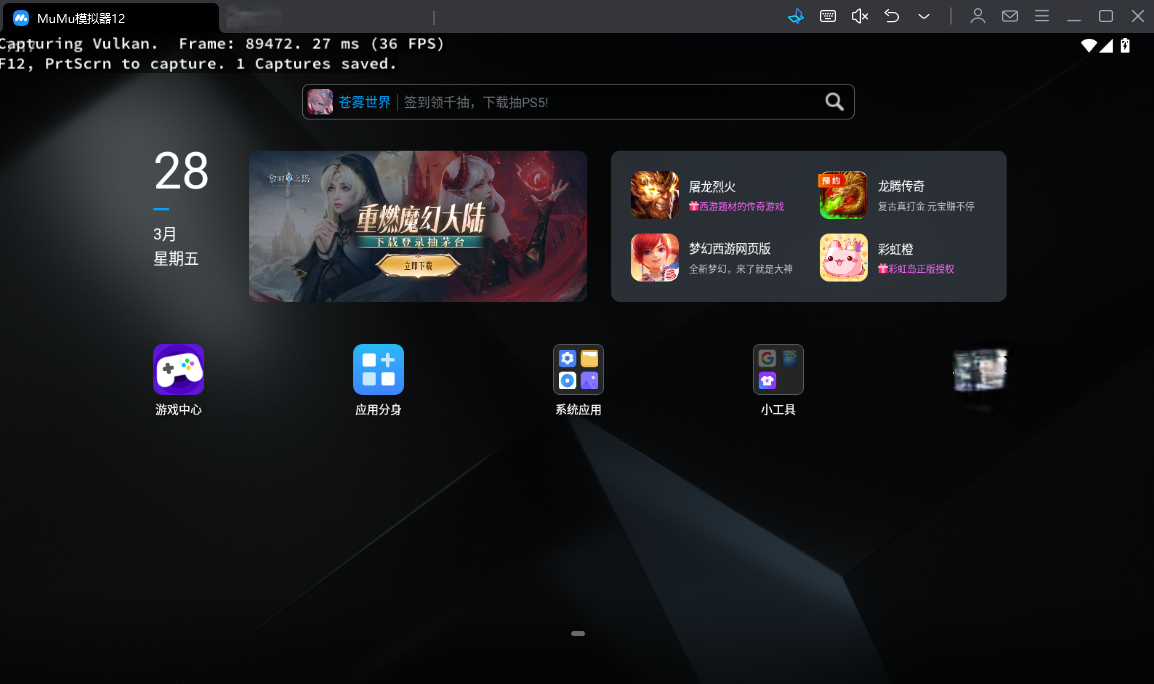 MuMu模拟器12
Capturing Vulkan.  Frame: 89472. 27 ms (36 FPS)
F12, PrtScrn to capture. 1 Captures saved.
苍雾世界 签到领千抽，下载抽PS5!
28
3月
星期五
重燃魔幻大陆
下载登录抽茅台
立即下载
屠龙烈火
西游题材的传奇游戏
预约
龙腾传奇
复古真打金 元宝赚不停
梦幻西游网页版
全新梦幻，来了就是大神
彩虹橙
彩虹岛正版授权
游戏中心
应用分身
系统应用
小工具